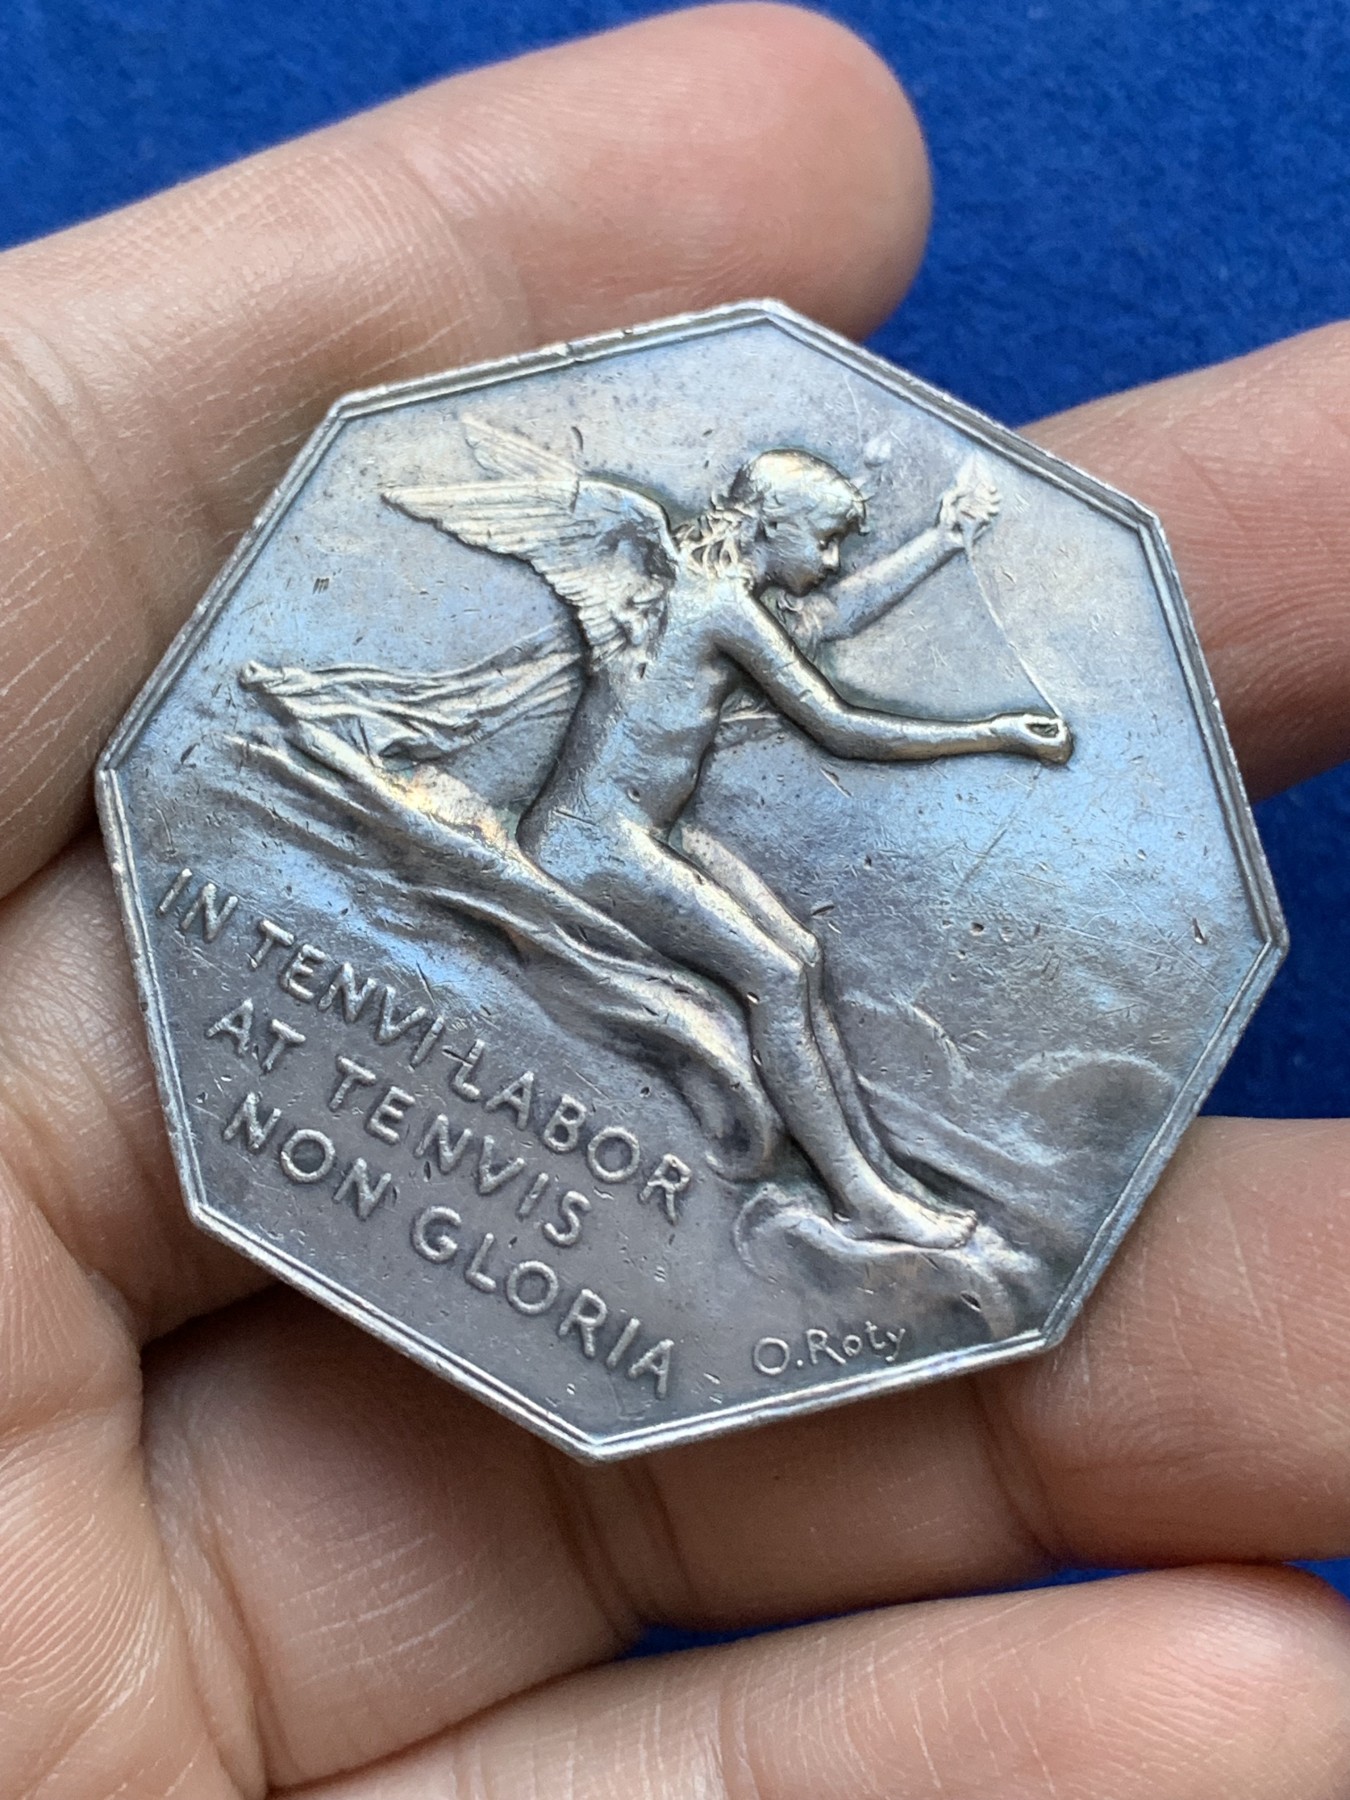 IN TENVI·LABOR
AT TENVIS
NON GLORIA
O.Roty